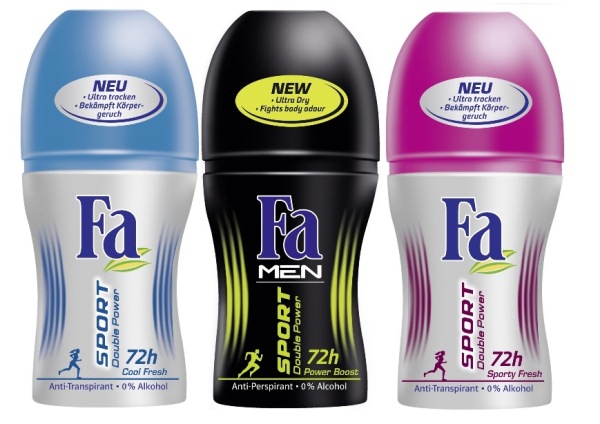 NEU
• Ultra trocken
• Bekämpft Körper-
geruch
Fa
SPORT
Double Power
72h
Cool Fresh
Anti-Transpirant • 0% Alkohol
NEW
• Ultra Dry
• Fights body odour
Fa
MEN
SPORT
Double Power
72h
Power Boost
Anti-Perspirant • 0% Alcohol
NEU
• Ultra trocken
• Bekämpft Körper-
geruch
Fa
SPORT
Double Power
72h
Sporty Fresh
Anti-Transpirant • 0% Alkohol